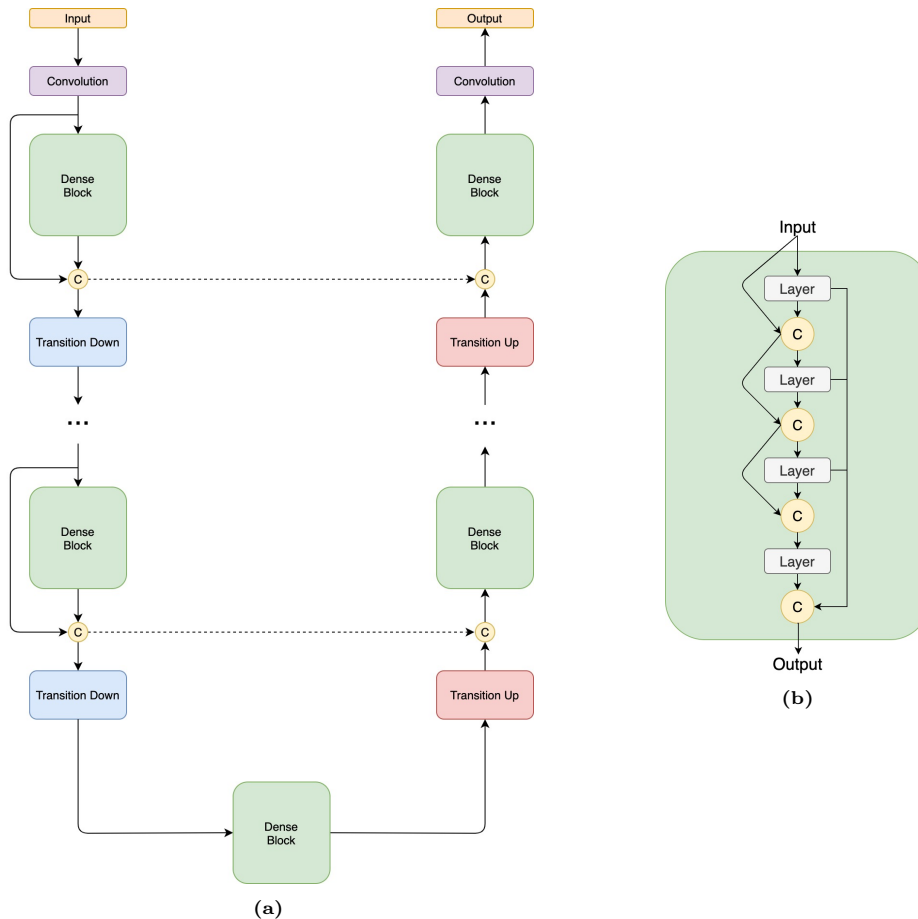 Input
Convolution
Dense
Block
C
Transition Down
...
Dense
Block
C
Transition Down
Dense
Block
Output
Convolution
Dense
Block
C
Transition Up
...
Dense
Block
C
Transition Up
(a)
Input
Layer
C
Layer
C
Layer
C
Layer
C
Output
(b)